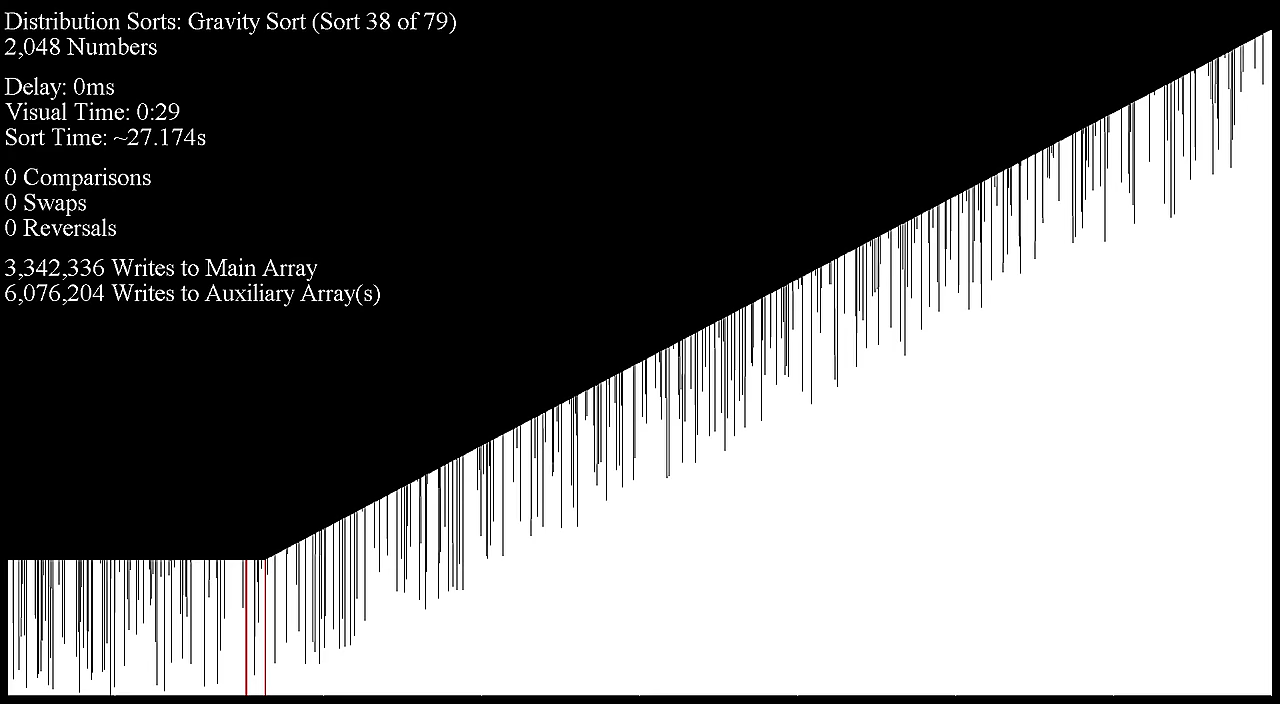 Distribution Sorts: Gravity Sort (Sort 38 of 79)
2,048 Numbers
Delay: 0ms
Visual Time: 0:29
Sort Time: ~27.174s
0 Comparisons
0 Swaps
0 Reversals
3,342,336 Writes to Main Array
6,076,204 Writes to Auxiliary Array(s)